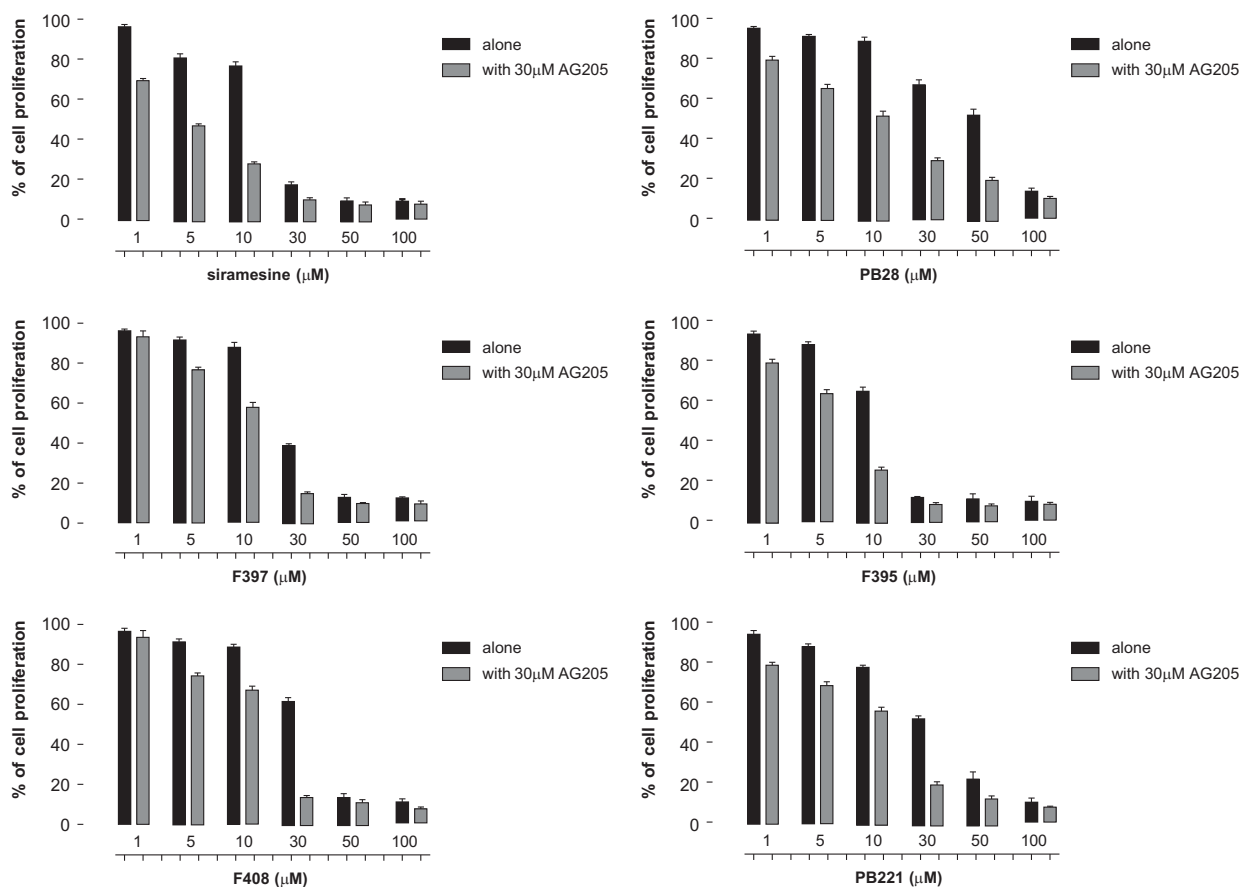 % of cell proliferation
100
80
60
40
20
0
1 5 10 30 50 100
siramesine (μM)
alone
with 30μM AG205
% of cell proliferation
100
80
60
40
20
0
1 5 10 30 50 100
PB28 (μM)
alone
with 30μM AG205
% of cell proliferation
100
80
60
40
20
0
1 5 10 30 50 100
F397 (μM)
alone
with 30μM AG205
% of cell proliferation
100
80
60
40
20
0
1 5 10 30 50 100
F395 (μM)
alone
with 30μM AG205
% of cell proliferation
100
80
60
40
20
0
1 5 10 30 50 100
F408 (μM)
alone
with 30μM AG205
% of cell proliferation
100
80
60
40
20
0
1 5 10 30 50 100
PB221 (μM)
alone
with 30μM AG205